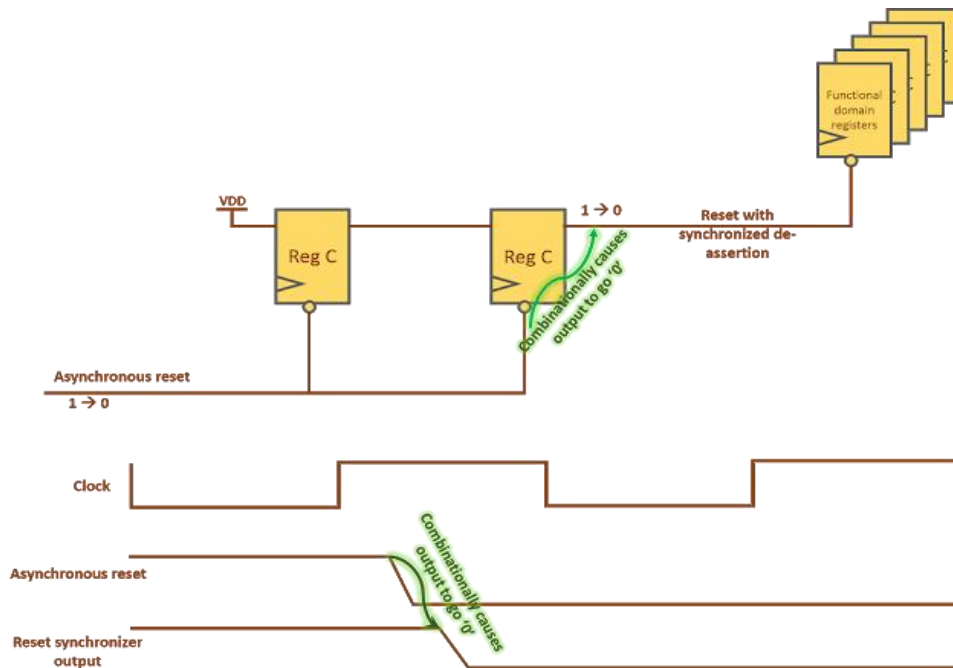 Functional
domain
registers
VDD
1 → 0
Reg C
Reg C
Reset with
synchronized de-
assertion
Combinationally causes
output to go ‘0’
Asynchronous reset
1 → 0
Clock
Combinationally causes
output to go ‘0’
Asynchronous reset
Reset synchronizer
output